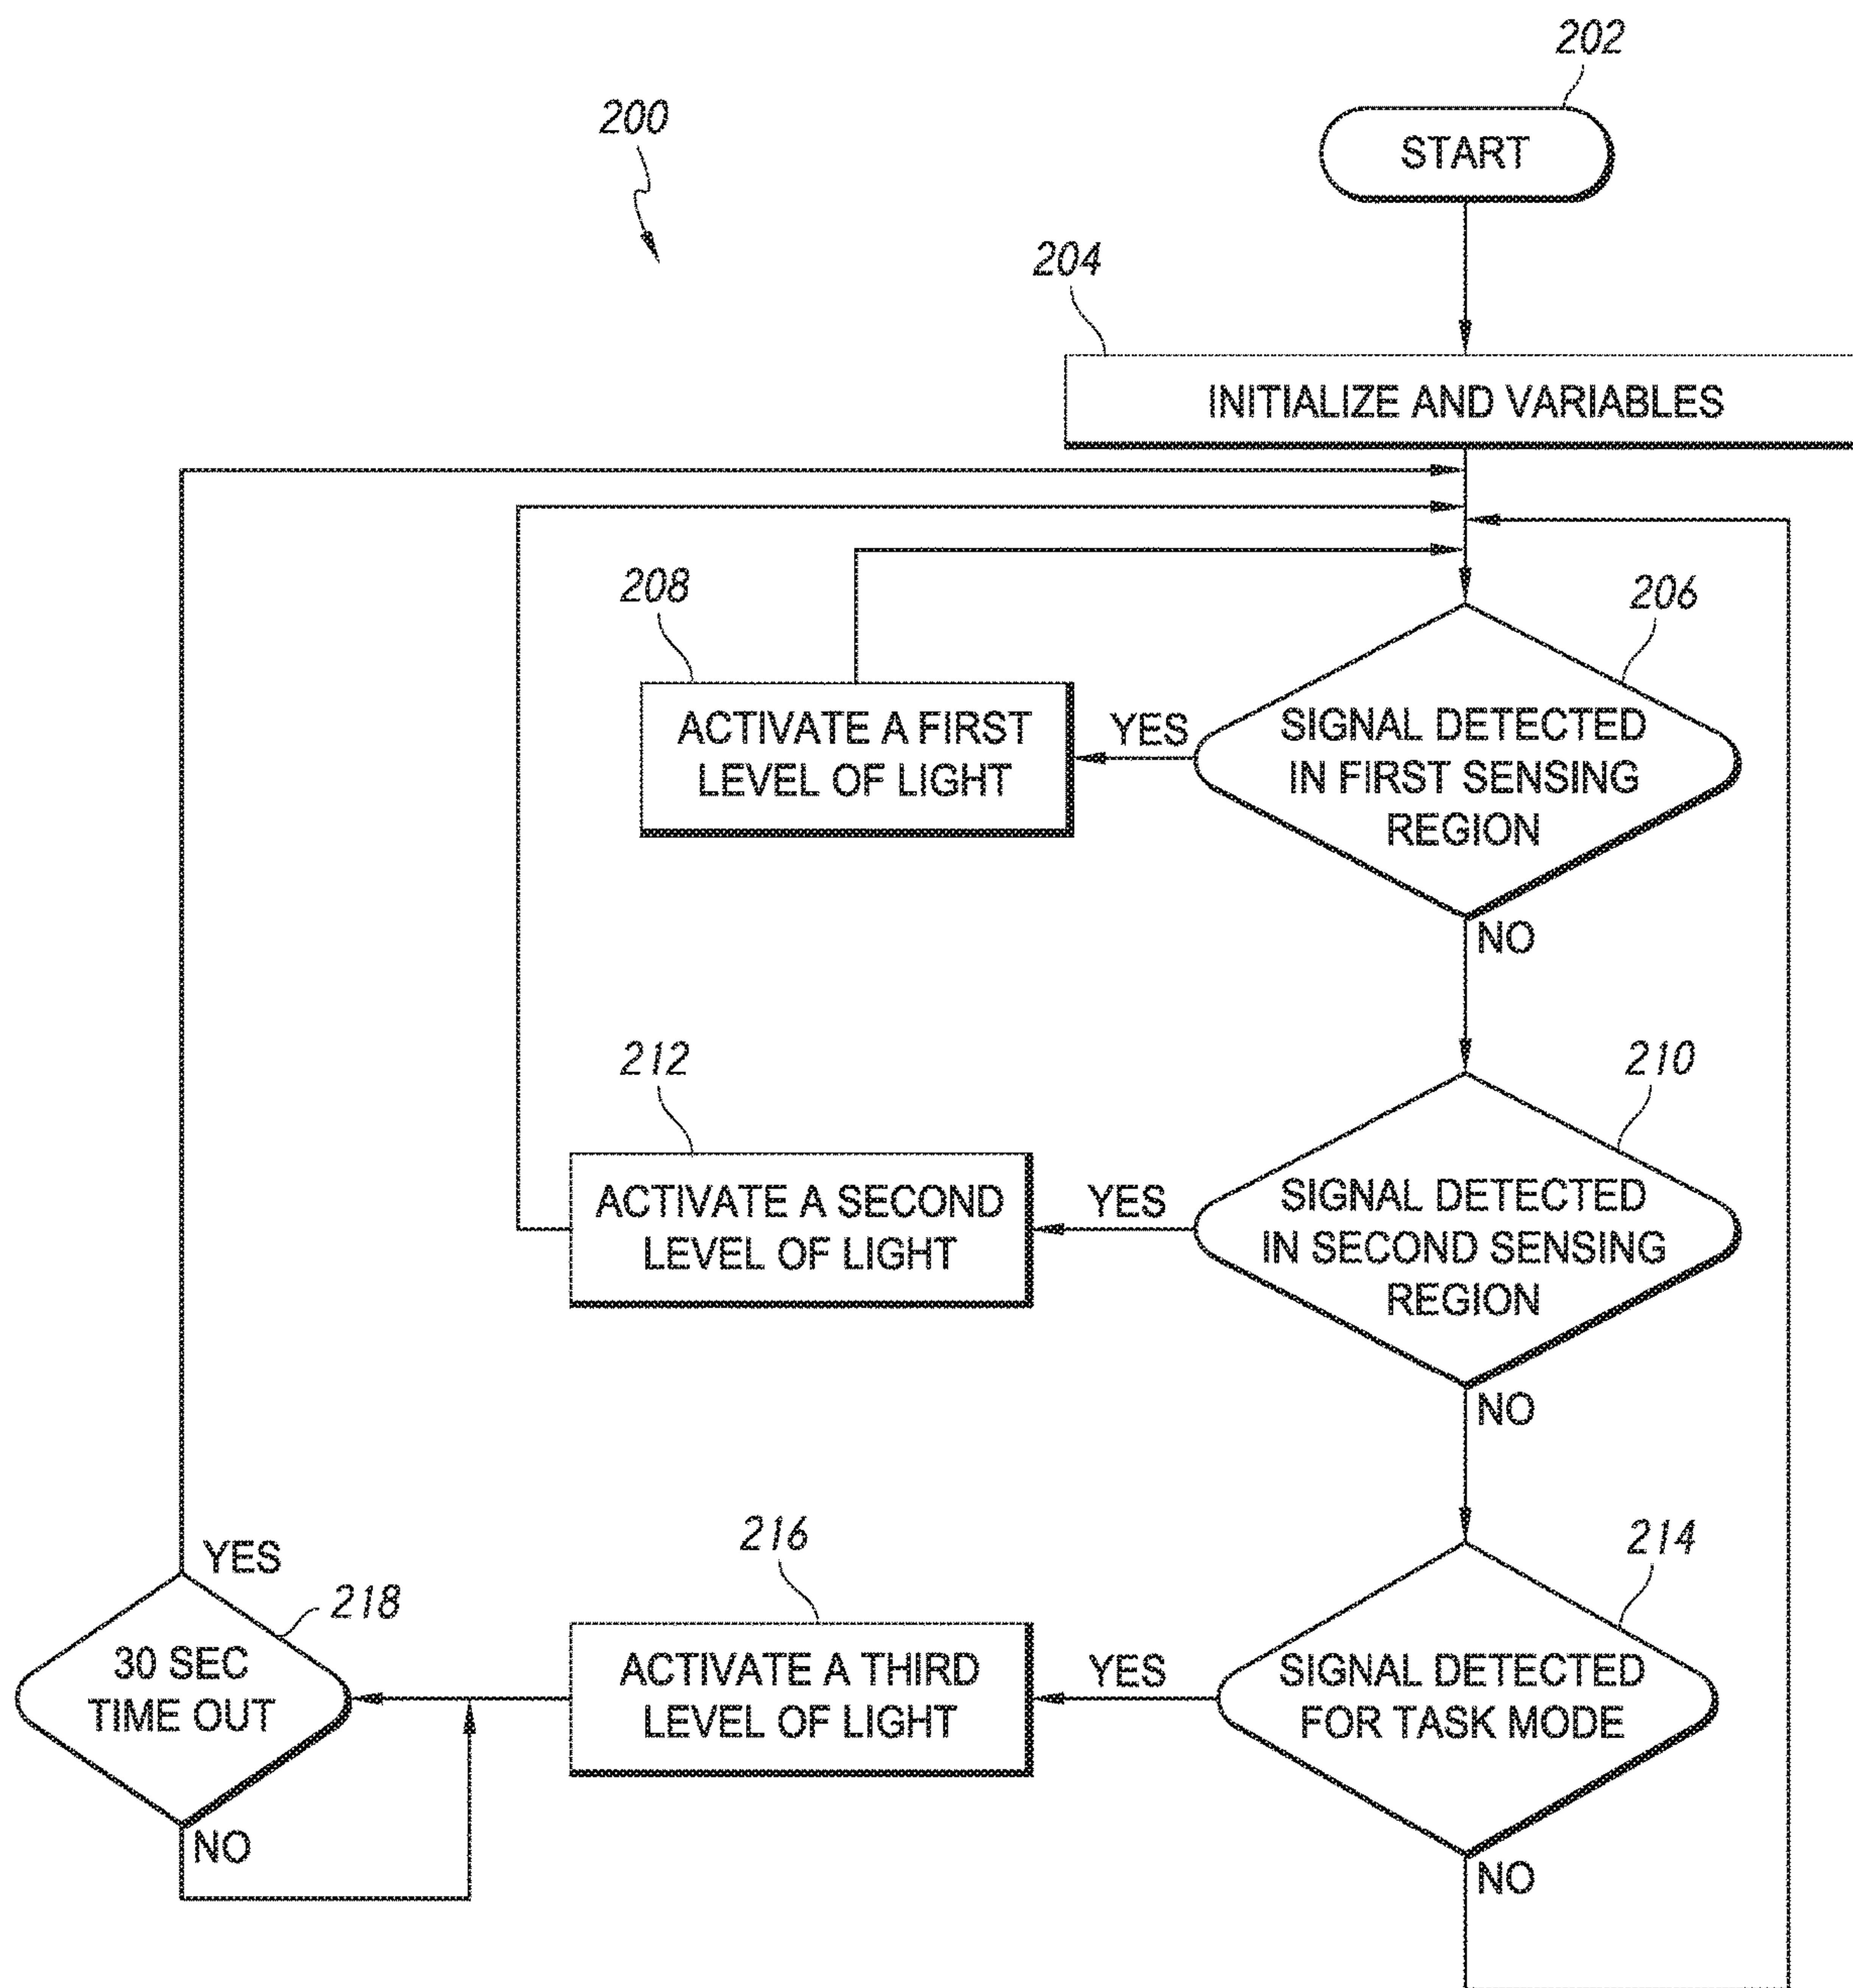 202
200
START
204
INITIALIZE AND VARIABLES
208
206
ACTIVATE A FIRST
LEVEL OF LIGHT
YES
SIGNAL DETECTED
IN FIRST SENSING
REGION
NO
212
210
ACTIVATE A SECOND
LEVEL OF LIGHT
YES
SIGNAL DETECTED
IN SECOND SENSING
REGION
NO
216
214
YES
218
30 SEC
TIME OUT
NO
ACTIVATE A THIRD
LEVEL OF LIGHT
YES
SIGNAL DETECTED
FOR TASK MODE
NO